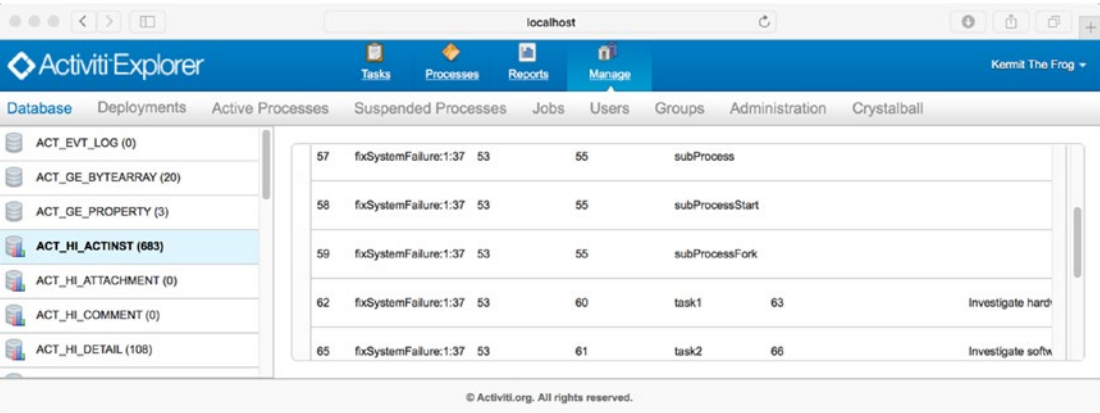 localhost
Activiti Explorer
Tasks Processes Reports Manage
Kermit The Frog
Database Deployments Active Processes Suspended Processes Jobs Users Groups Administration Crystalball
ACT_EVT_LOG (0)
ACT_GE_BYTEARRAY (20)
ACT_GE_PROPERTY (3)
ACT_HI_ACTINST (683)
ACT_HI_ATTACHMENT (0)
ACT_HI_COMMENT (0)
ACT_HI_DETAIL (108)
57 fixSystemFailure:1:37 53 55 subProcess
58 fixSystemFailure:1:37 53 55 subProcessStart
59 fixSystemFailure:1:37 53 55 subProcessFork
62 fixSystemFailure:1:37 53 60 task1 63 Investigate hard
65 fixSystemFailure:1:37 53 61 task2 66 Investigate softw
© Activiti.org. All rights reserved.